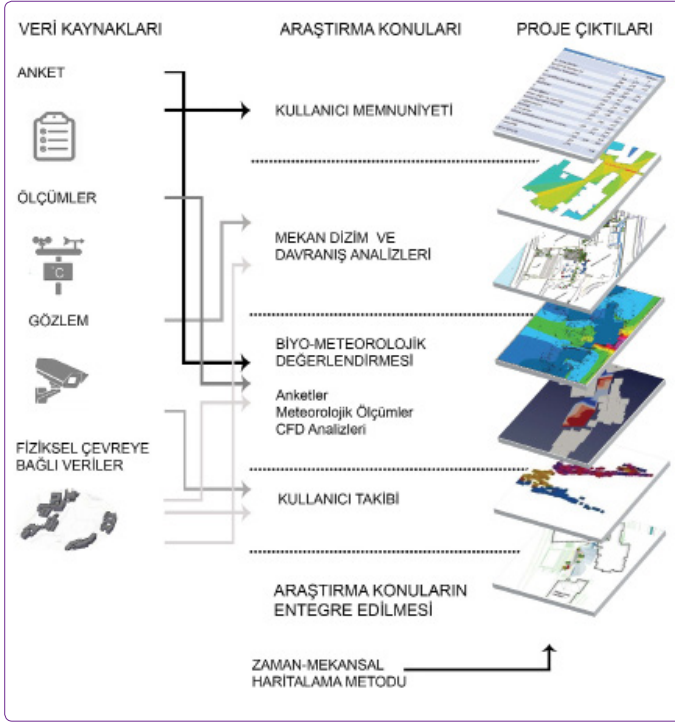 VERİ KAYNAKLARI
ARAŞTIRMA KONULARI
PROJE ÇIKTILARI
ANKET
KULLANICI MEMNUNİYETİ
ÖLÇÜMLER
°C
MEKAN DİZİM VE
DAVRANIŞ ANALİZLERİ
GÖZLEM
BİYO-METEOROLOJİK
DEĞERLENDİRMESİ
Anketler
Meteorolojik Ölçümler
CFD Analizleri
FİZİKSEL ÇEVREYE
BAĞLI VERİLER
KULLANICI TAKİBİ
ARAŞTIRMA KONULARIN
ENTEGRE EDİLMESİ
ZAMAN-MEKANSAL
HARİTALAMA METODU